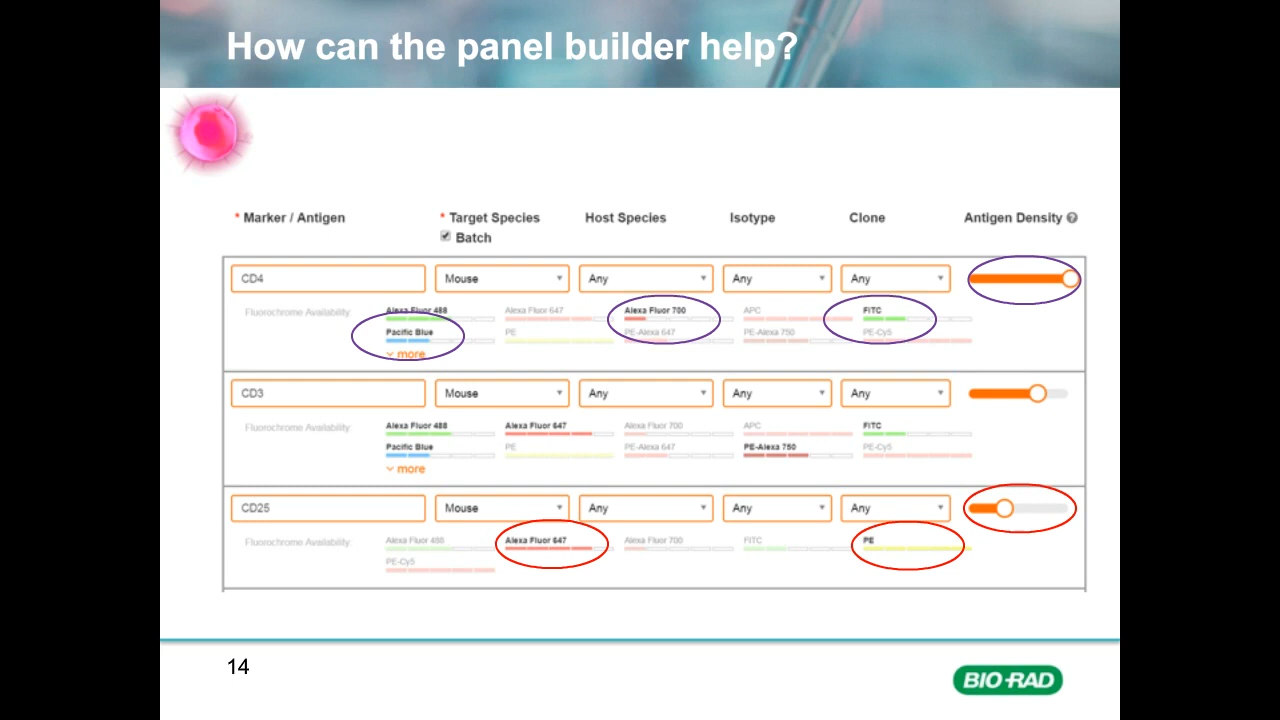 How can the panel builder help?
* Marker / Antigen * Target Species Host Species Isotype Clone Antigen Density ?
Batch
CD4 Mouse Any Any Any
Fluorochrome Availability: Alexa Fluor 488 Alexa Fluor 647 Alexa Fluor 700 APC FITC
Pacific Blue PE PE-Alexa 647 PE-Alexa 750 PE-Cy5
more
CD3 Mouse Any Any Any
Fluorochrome Availability: Alexa Fluor 488 Alexa Fluor 647 Alexa Fluor 700 APC FITC
Pacific Blue PE PE-Alexa 647 PE-Alexa 750 PE-Cy5
more
CD25 Mouse Any Any Any
Fluorochrome Availability: Alexa Fluor 488 Alexa Fluor 647 Alexa Fluor 700 FITC PE
PE-Cy5
14
BIO-RAD